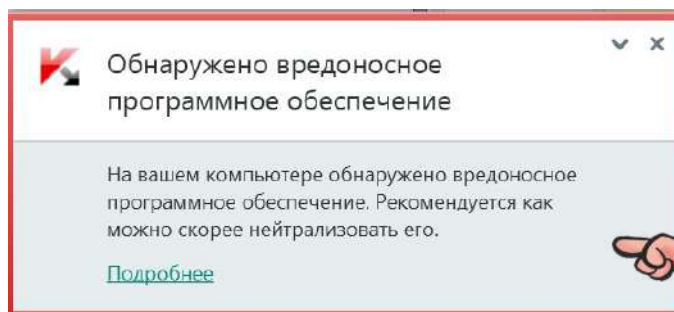 Обнаружено вредоносное
программное обеспечение
На вашем компьютере обнаружено вредоносное
программное обеспечение. Рекомендуется как
можно скорее нейтрализовать его.
Подробнее